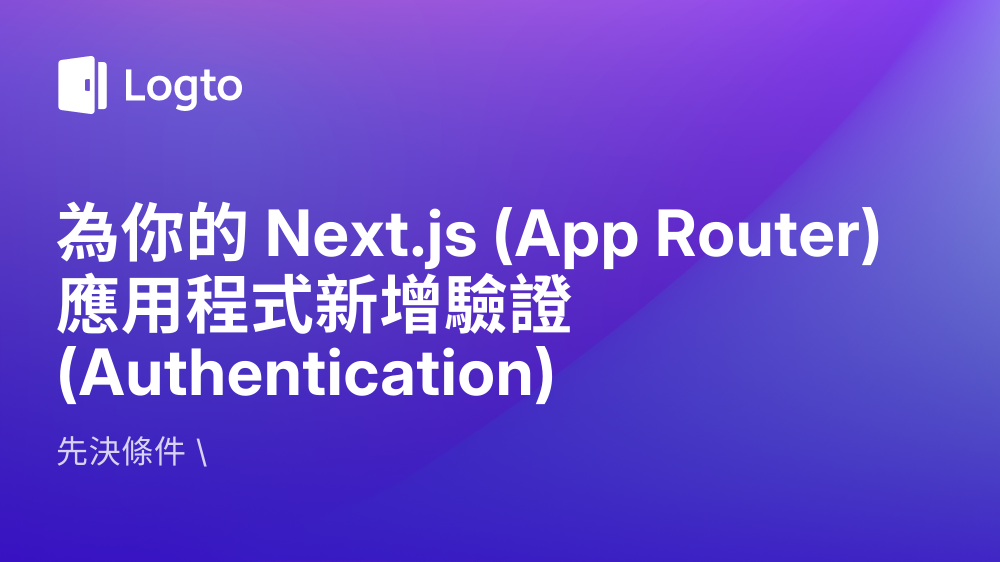 Logto
為你的 Next.js (App Router)
應用程式新增驗證
(Authentication)
先決條件 \